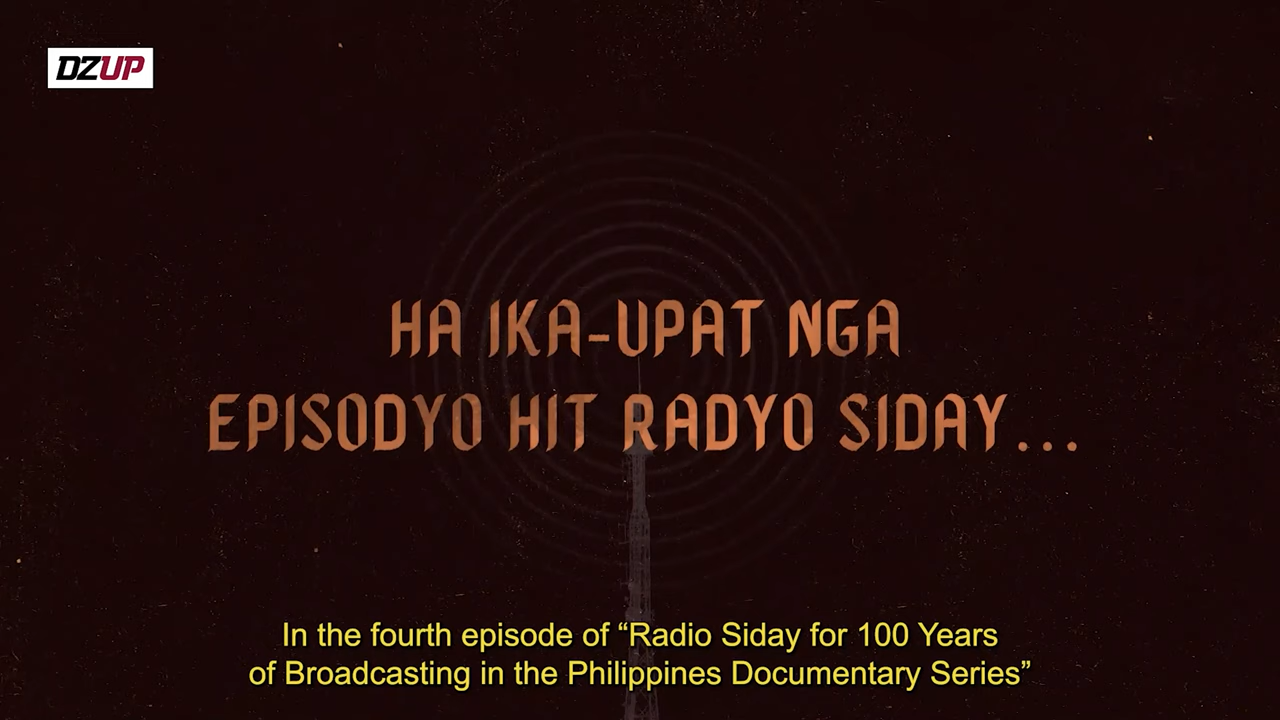 DZUP
HA IKA-UPAT NGA
EPISODYO HIT RADYO SIDAY...
In the fourth episode of “Radio Siday for 100 Years
of Broadcasting in the Philippines Documentary Series”